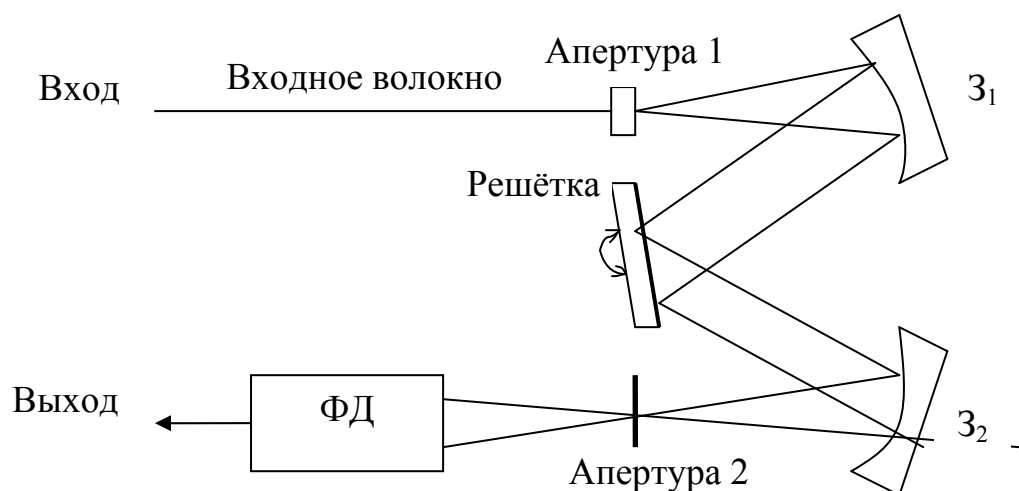 Апертура 1
Вход
Входное волокно
З₁
Решётка
Выход
ФД
З₂
Апертура 2